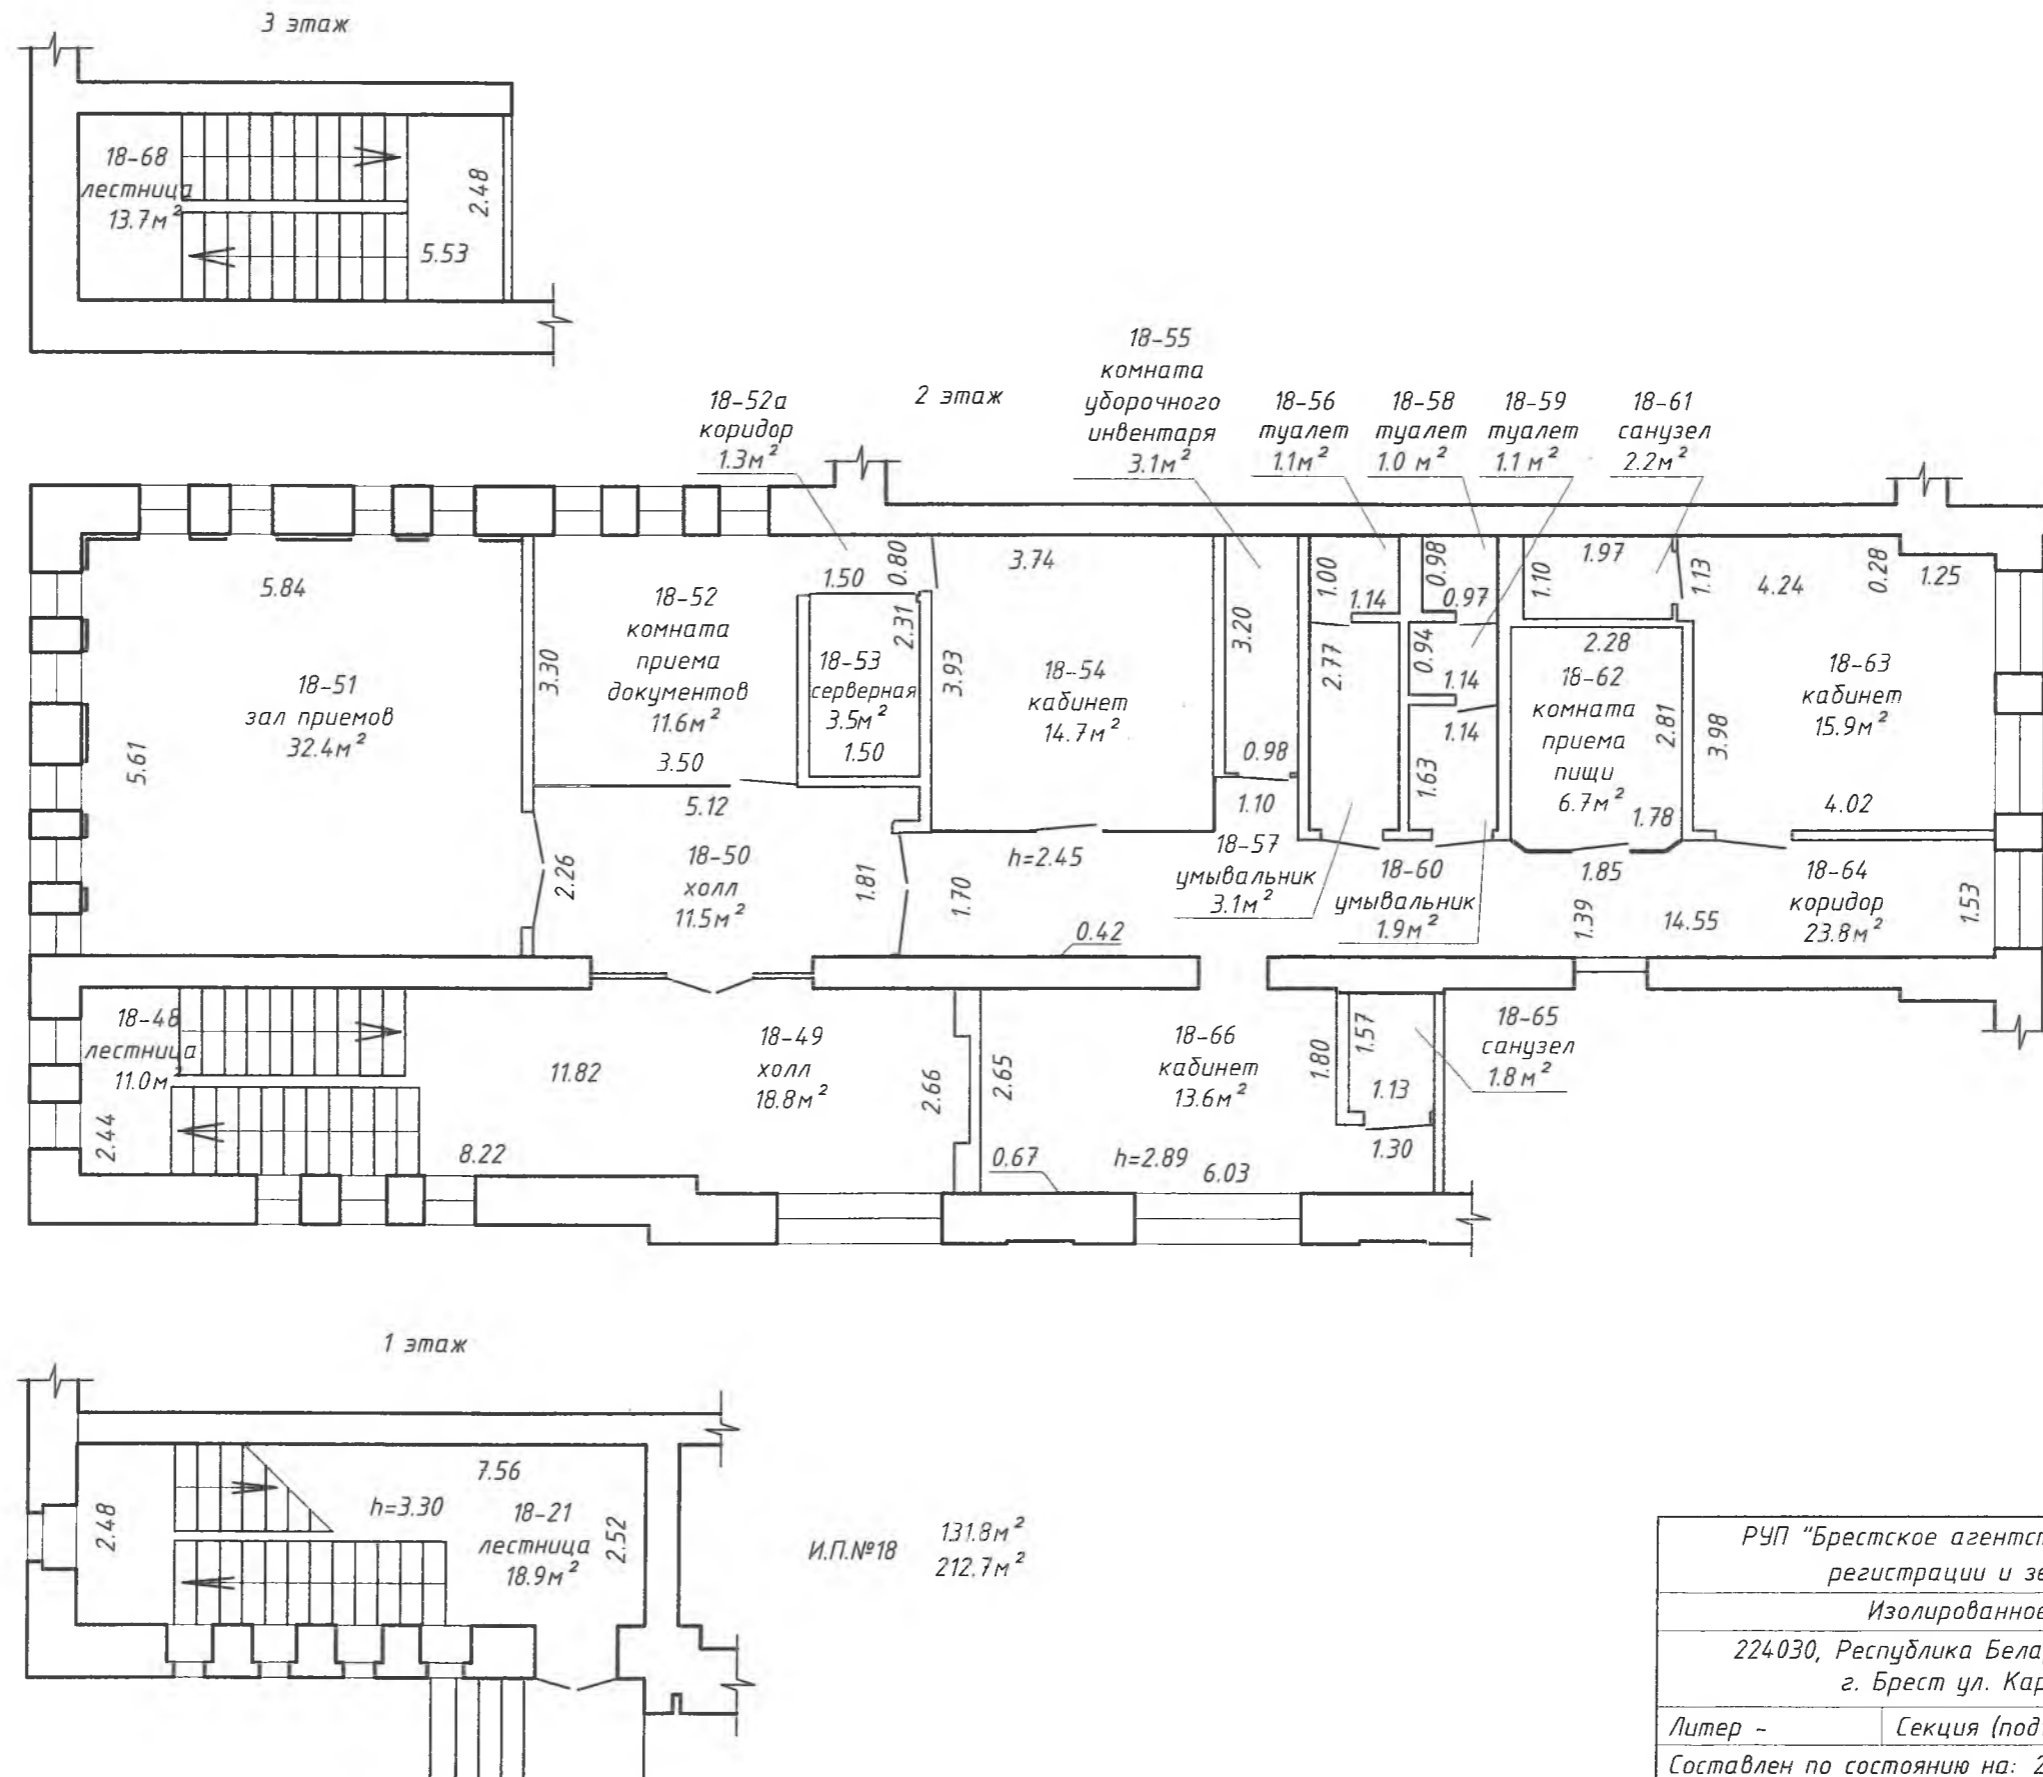 3 этаж
18-68
лестница
13.7м²
2.48
5.53
2 этаж
18-52а
коридор
1.3м²
18-55
комната
уборочного
инвентаря
3.1м²
18-56
туалет
1.1м²
18-58
туалет
1.0 м²
18-59
туалет
1.1 м²
18-61
санузел
2.2м²
5.84
5.61
18-51
зал приемов
32.4м²
3.30
18-52
комната
приема
документов
11.6м²
3.50
1.50
0.80
2.31
18-53
серверная
3.5м²
1.50
3.74
3.93
18-54
кабинет
14.7м²
3.20
0.98
1.10
1.00
1.14
2.77
0.98
0.97
0.94
1.14
1.14
1.63
1.10
1.97
1.13
2.28
18-62
комната
приема
пищи
6.7м²
2.81
1.78
1.85
4.24
0.28
1.25
3.98
18-63
кабинет
15.9м²
4.02
5.12
2.26
18-50
холл
11.5м²
1.81
1.70
h=2.45
0.42
18-57
умывальник
3.1м²
18-60
умывальник
1.9м²
1.39
14.55
18-64
коридор
23.8м²
1.53
18-48
лестница
11.0м²
2.44
11.82
8.22
18-49
холл
18.8м²
2.66
2.65
18-66
кабинет
13.6м²
1.80
1.57
1.13
1.30
18-65
санузел
1.8м²
0.67
h=2.89
6.03
1 этаж
2.48
7.56
h=3.30
18-21
лестница
18.9м²
2.52
И.П.№18
131.8м²
212.7м²
РУП "Брестское агентст
регистрации и зе
Изолированное
224030, Республика Бела
г. Брест ул. Кар
Литер -
Секция (под
Составлен по состоянию на: 2